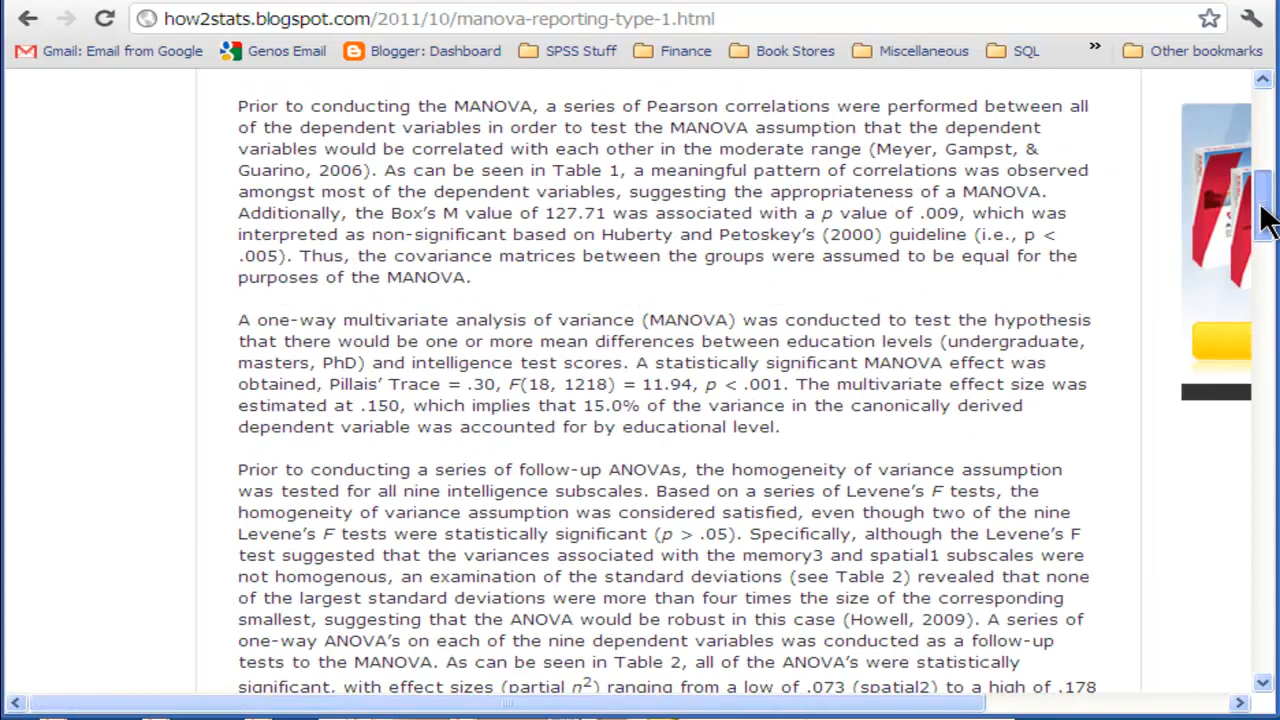 how2stats.blogspot.com/2011/10/manova-reporting-type-1.html
Gmail: Email from Google Genos Email Blogger: Dashboard SPSS Stuff Finance Book Stores Miscellaneous SQL » Other bookmarks
Prior to conducting the MANOVA, a series of Pearson correlations were performed between all
of the dependent variables in order to test the MANOVA assumption that the dependent
variables would be correlated with each other in the moderate range (Meyer, Gampst, &
Guarino, 2006). As can be seen in Table 1, a meaningful pattern of correlations was observed
amongst most of the dependent variables, suggesting the appropriateness of a MANOVA.
Additionally, the Box's M value of 127.71 was associated with a p value of .009, which was
interpreted as non-significant based on Huberty and Petoskey's (2000) guideline (i.e., p <
.005). Thus, the covariance matrices between the groups were assumed to be equal for the
purposes of the MANOVA.
A one-way multivariate analysis of variance (MANOVA) was conducted to test the hypothesis
that there would be one or more mean differences between education levels (undergraduate,
masters, PhD) and intelligence test scores. A statistically significant MANOVA effect was
obtained, Pillais' Trace = .30, F(18, 1218) = 11.94, p < .001. The multivariate effect size was
estimated at .150, which implies that 15.0% of the variance in the canonically derived
dependent variable was accounted for by educational level.
Prior to conducting a series of follow-up ANOVAs, the homogeneity of variance assumption
was tested for all nine intelligence subscales. Based on a series of Levene's F tests, the
homogeneity of variance assumption was considered satisfied, even though two of the nine
Levene's F tests were statistically significant (p > .05). Specifically, although the Levene's F
test suggested that the variances associated with the memory3 and spatial1 subscales were
not homogenous, an examination of the standard deviations (see Table 2) revealed that none
of the largest standard deviations were more than four times the size of the corresponding
smallest, suggesting that the ANOVA would be robust in this case (Howell, 2009). A series of
one-way ANOVA's on each of the nine dependent variables was conducted as a follow-up
tests to the MANOVA. As can be seen in Table 2, all of the ANOVA's were statistically
significant, with effect sizes (partial η2) ranging from a low of .073 (spatial2) to a high of .178